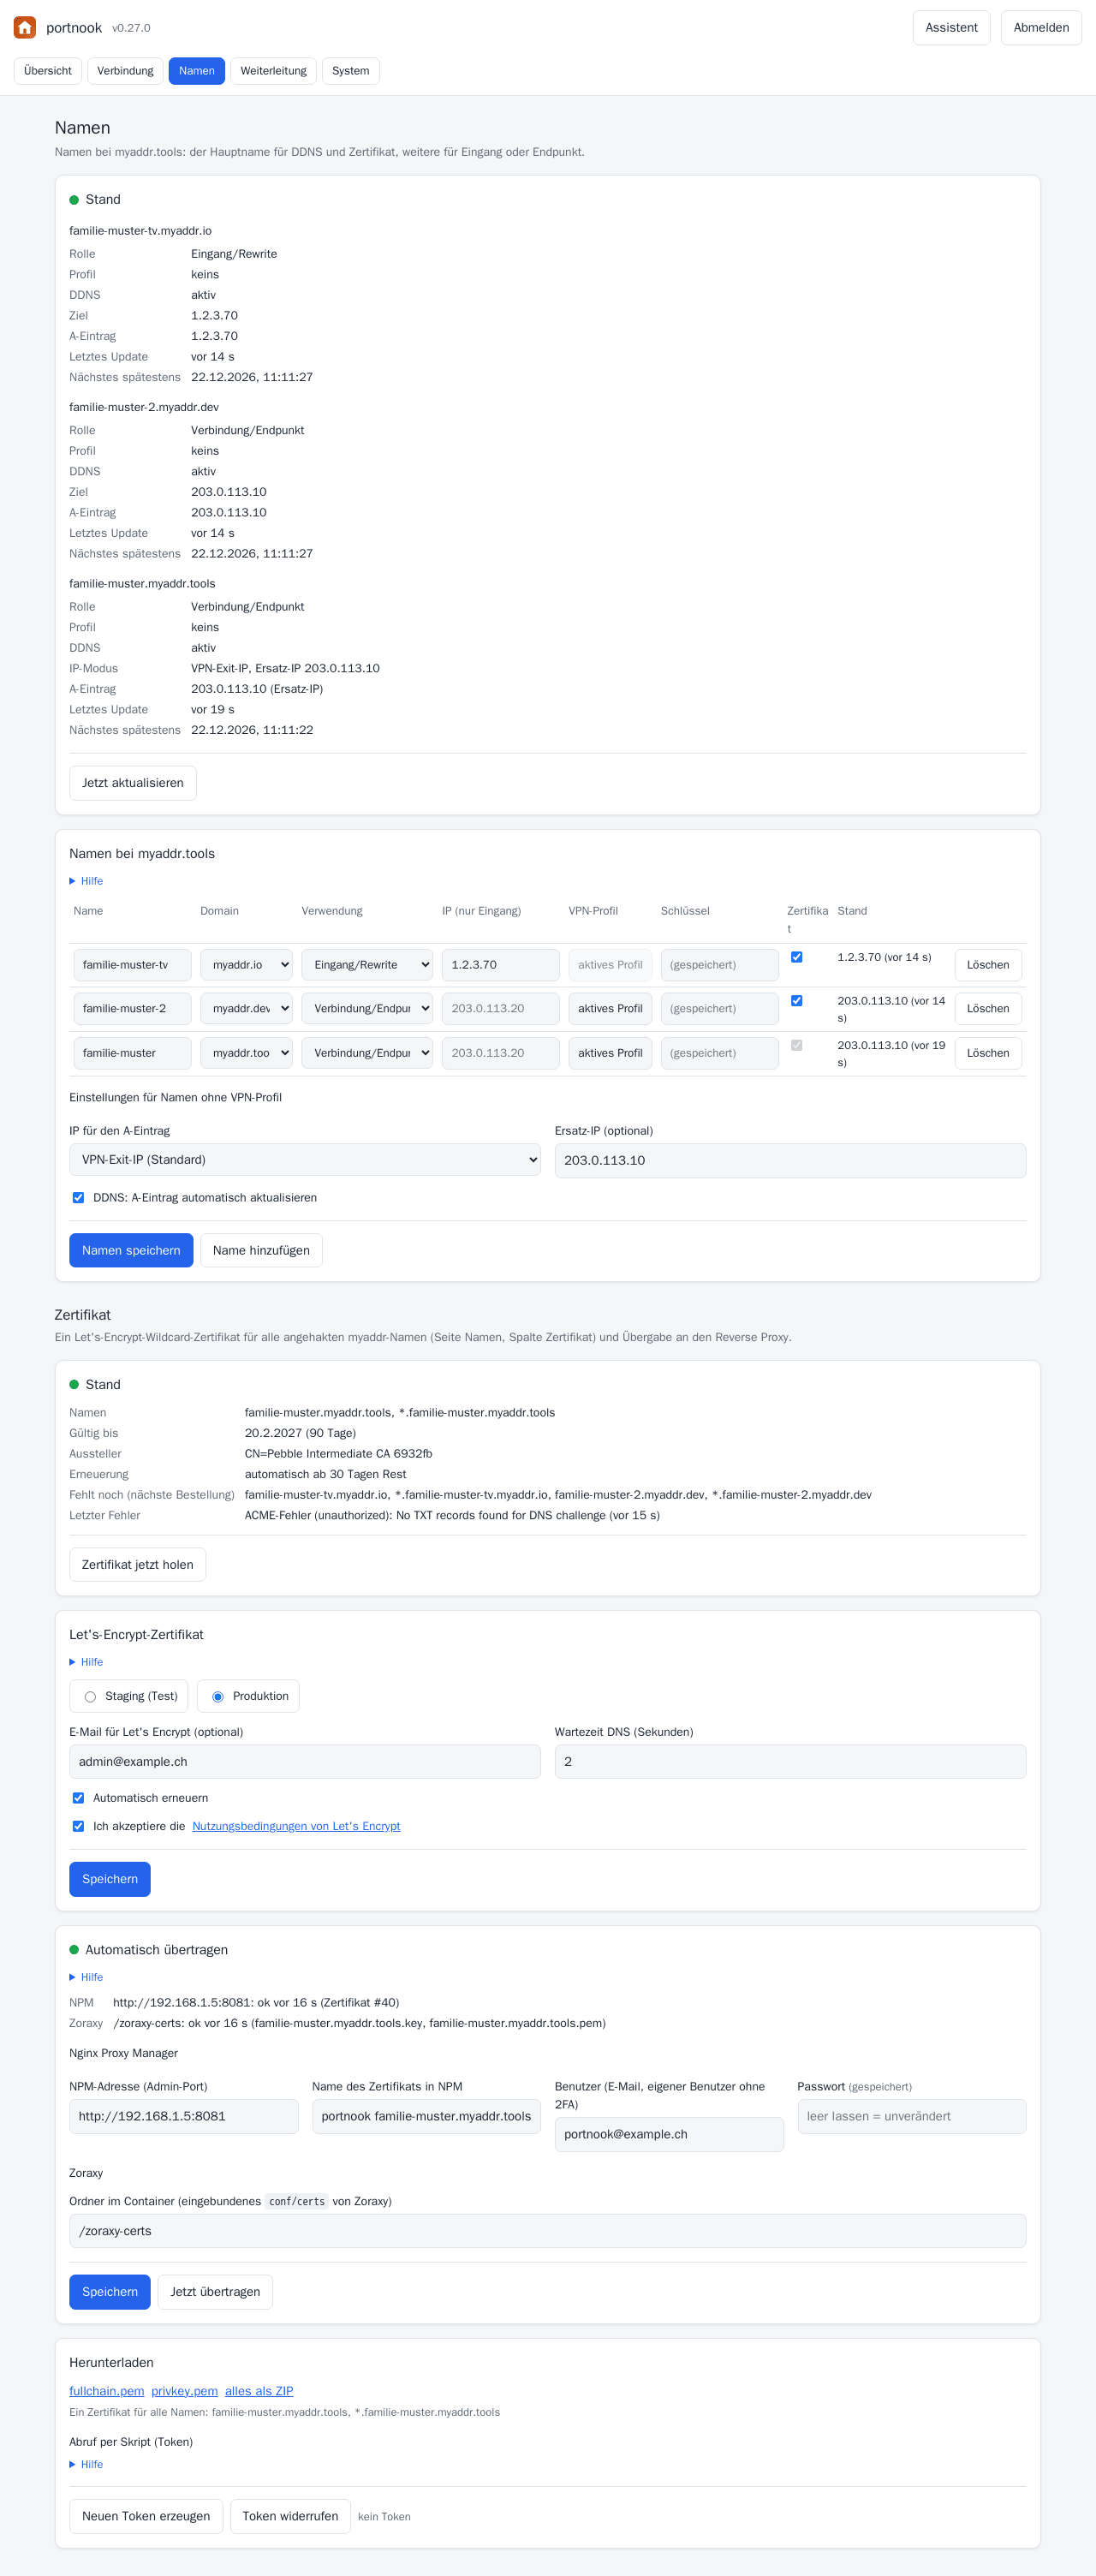 portnook v0.27.0
Assistent
Abmelden
Übersicht
Verbindung
Namen
Weiterleitung
System
Namen
Namen bei myaddr.tools: der Hauptname für DDNS und Zertifikat, weitere für Eingang oder Endpunkt.
Stand
familie-muster-tv.myaddr.io
Rolle Eingang/Rewrite
Profil keins
DDNS aktiv
Ziel 1.2.3.70
A-Eintrag 1.2.3.70
Letztes Update vor 14 s
Nächstes spätestens 22.12.2026, 11:11:27
familie-muster-2.myaddr.dev
Rolle Verbindung/Endpunkt
Profil keins
DDNS aktiv
Ziel 203.0.113.10
A-Eintrag 203.0.113.10
Letztes Update vor 14 s
Nächstes spätestens 22.12.2026, 11:11:27
familie-muster.myaddr.tools
Rolle Verbindung/Endpunkt
Profil keins
DDNS aktiv
IP-Modus VPN-Exit-IP, Ersatz-IP 203.0.113.10
A-Eintrag 203.0.113.10 (Ersatz-IP)
Letztes Update vor 19 s
Nächstes spätestens 22.12.2026, 11:11:22
Jetzt aktualisieren
Namen bei myaddr.tools
Hilfe
Name Domain Verwendung IP (nur Eingang) VPN-Profil Schlüssel Zertifika Stand
t
familie-muster-tv myaddr.io Eingang/Rewrite 1.2.3.70 aktives Profil (gespeichert) 1.2.3.70 (vor 14 s) Löschen
familie-muster-2 myaddr.dev Verbindung/Endpur 203.0.113.20 aktives Profil (gespeichert) 203.0.113.10 (vor 14 Löschen
s)
familie-muster myaddr.too Verbindung/Endpur 203.0.113.20 aktives Profil (gespeichert) 203.0.113.10 (vor 19 Löschen
s)
Einstellungen für Namen ohne VPN-Profil
IP für den A-Eintrag
VPN-Exit-IP (Standard)
Ersatz-IP (optional)
203.0.113.10
DDNS: A-Eintrag automatisch aktualisieren
Namen speichern
Name hinzufügen
Zertifikat
Ein Let's-Encrypt-Wildcard-Zertifikat für alle angehakten myaddr-Namen (Seite Namen, Spalte Zertifikat) und Übergabe an den Reverse Proxy.
Stand
Namen familie-muster.myaddr.tools, *.familie-muster.myaddr.tools
Gültig bis 20.2.2027 (90 Tage)
Aussteller CN=Pebble Intermediate CA 6932fb
Erneuerung automatisch ab 30 Tagen Rest
Fehlt noch (nächste Bestellung) familie-muster-tv.myaddr.io, *.familie-muster-tv.myaddr.io, familie-muster-2.myaddr.dev, *.familie-muster-2.myaddr.dev
Letzter Fehler ACME-Fehler (unauthorized): No TXT records found for DNS challenge (vor 15 s)
Zertifikat jetzt holen
Let's-Encrypt-Zertifikat
Hilfe
Staging (Test)
Produktion
E-Mail für Let's Encrypt (optional)
admin@example.ch
Wartezeit DNS (Sekunden)
2
Automatisch erneuern
Ich akzeptiere die Nutzungsbedingungen von Let's Encrypt
Speichern
Automatisch übertragen
Hilfe
NPM http://192.168.1.5:8081: ok vor 16 s (Zertifikat #40)
Zoraxy /zoraxy-certs: ok vor 16 s (familie-muster.myaddr.tools.key, familie-muster.myaddr.tools.pem)
Nginx Proxy Manager
NPM-Adresse (Admin-Port)
http://192.168.1.5:8081
Name des Zertifikats in NPM
portnook familie-muster.myaddr.tools
Benutzer (E-Mail, eigener Benutzer ohne
2FA)
portnook@example.ch
Passwort (gespeichert)
leer lassen = unverändert
Zoraxy
Ordner im Container (eingebundenes conf/certs von Zoraxy)
/zoraxy-certs
Speichern
Jetzt übertragen
Herunterladen
fullchain.pem privkey.pem alles als ZIP
Ein Zertifikat für alle Namen: familie-muster.myaddr.tools, *.familie-muster.myaddr.tools
Abruf per Skript (Token)
Hilfe
Neuen Token erzeugen
Token widerrufen
kein Token